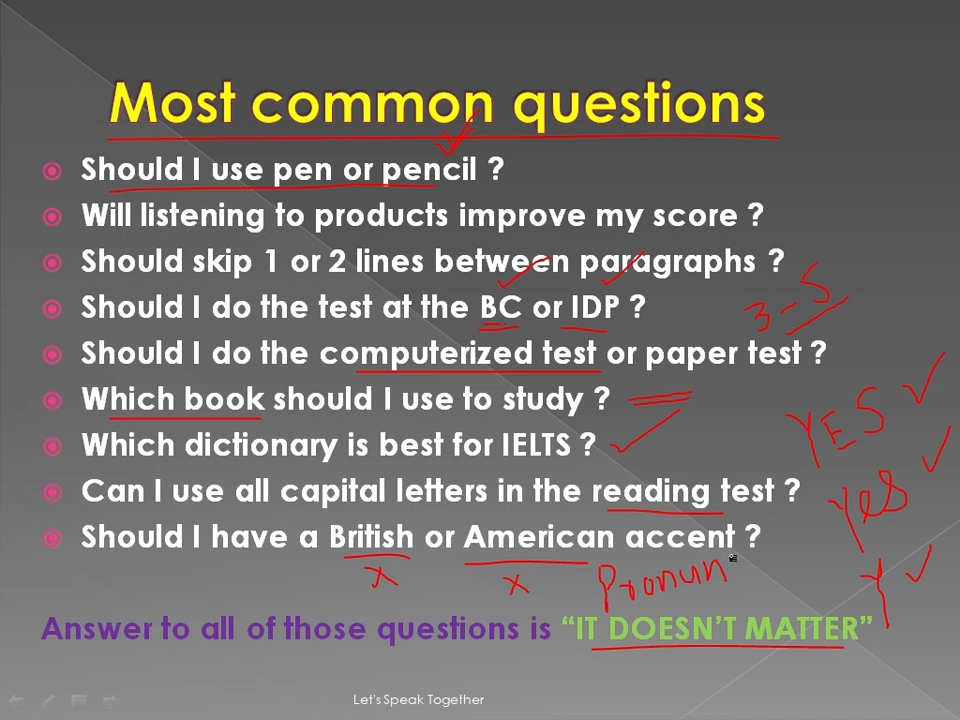 Most common questions
Should I use pen or pencil ?
Will listening to products improve my score ?
Should skip 1 or 2 lines between paragraphs ?
3-5
Should I do the test at the BC or IDP ?
Should I do the computerized test or paper test ?
Which book should I use to study ?
YES
Which dictionary is best for IELTS ?
Can I use all capital letters in the reading test ?
Yes
Should I have a British or American accent ?
x x Pronun Y
Answer to all of those questions is “IT DOESN'T MATTER”
Let's Speak Together